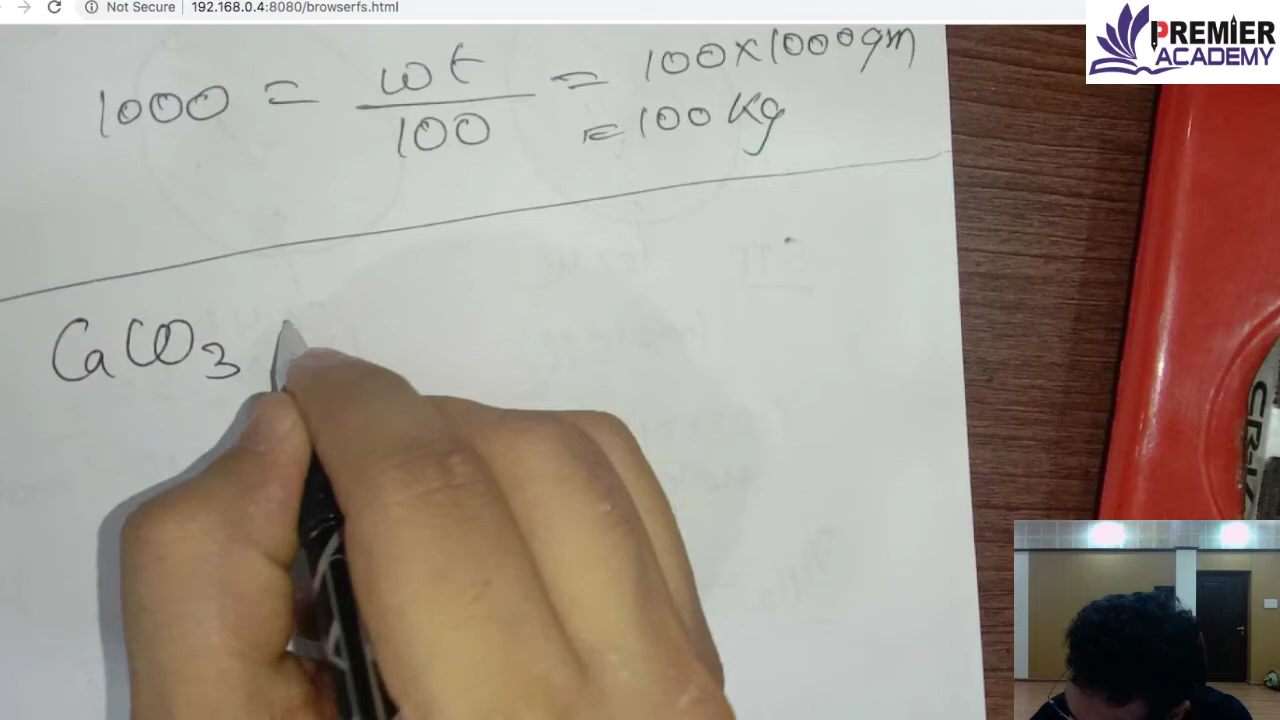 Not Secure | 192.168.0.4:8080/browserfs.html
PREMIER
ACADEMY
1000 = wt / 100 = 100×1000gm
= 100 Kg
CaCO3
CR-V